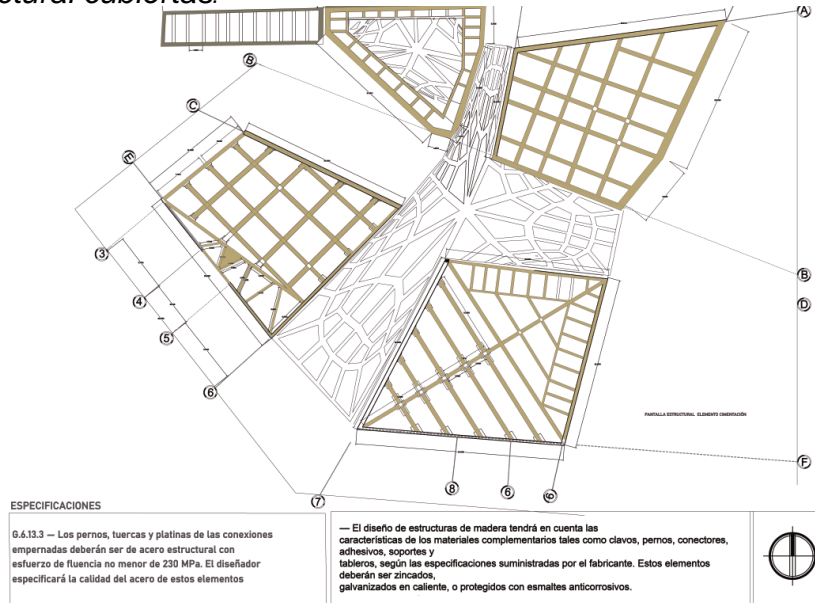 ctural cubiertas.
A
B
C
E
3
4
5
6
B
D
F
7
8
6
9
PANTALLA ESTRUCTURAL ELEMENTO CIMENTACIÓN
ESPECIFICACIONES
G.6.13.3 — Los pernos, tuercas y platinas de las conexiones
empernadas deberán ser de acero estructural con
esfuerzo de fluencia no menor de 230 MPa. El diseñador
especificará la calidad del acero de estos elementos
— El diseño de estructuras de madera tendrá en cuenta las
características de los materiales complementarios tales como clavos, pernos, conectores,
adhesivos, soportes y
tableros, según las especificaciones suministradas por el fabricante. Estos elementos
deberán ser zincados,
galvanizados en caliente, o protegidos con esmaltes anticorrosivos.